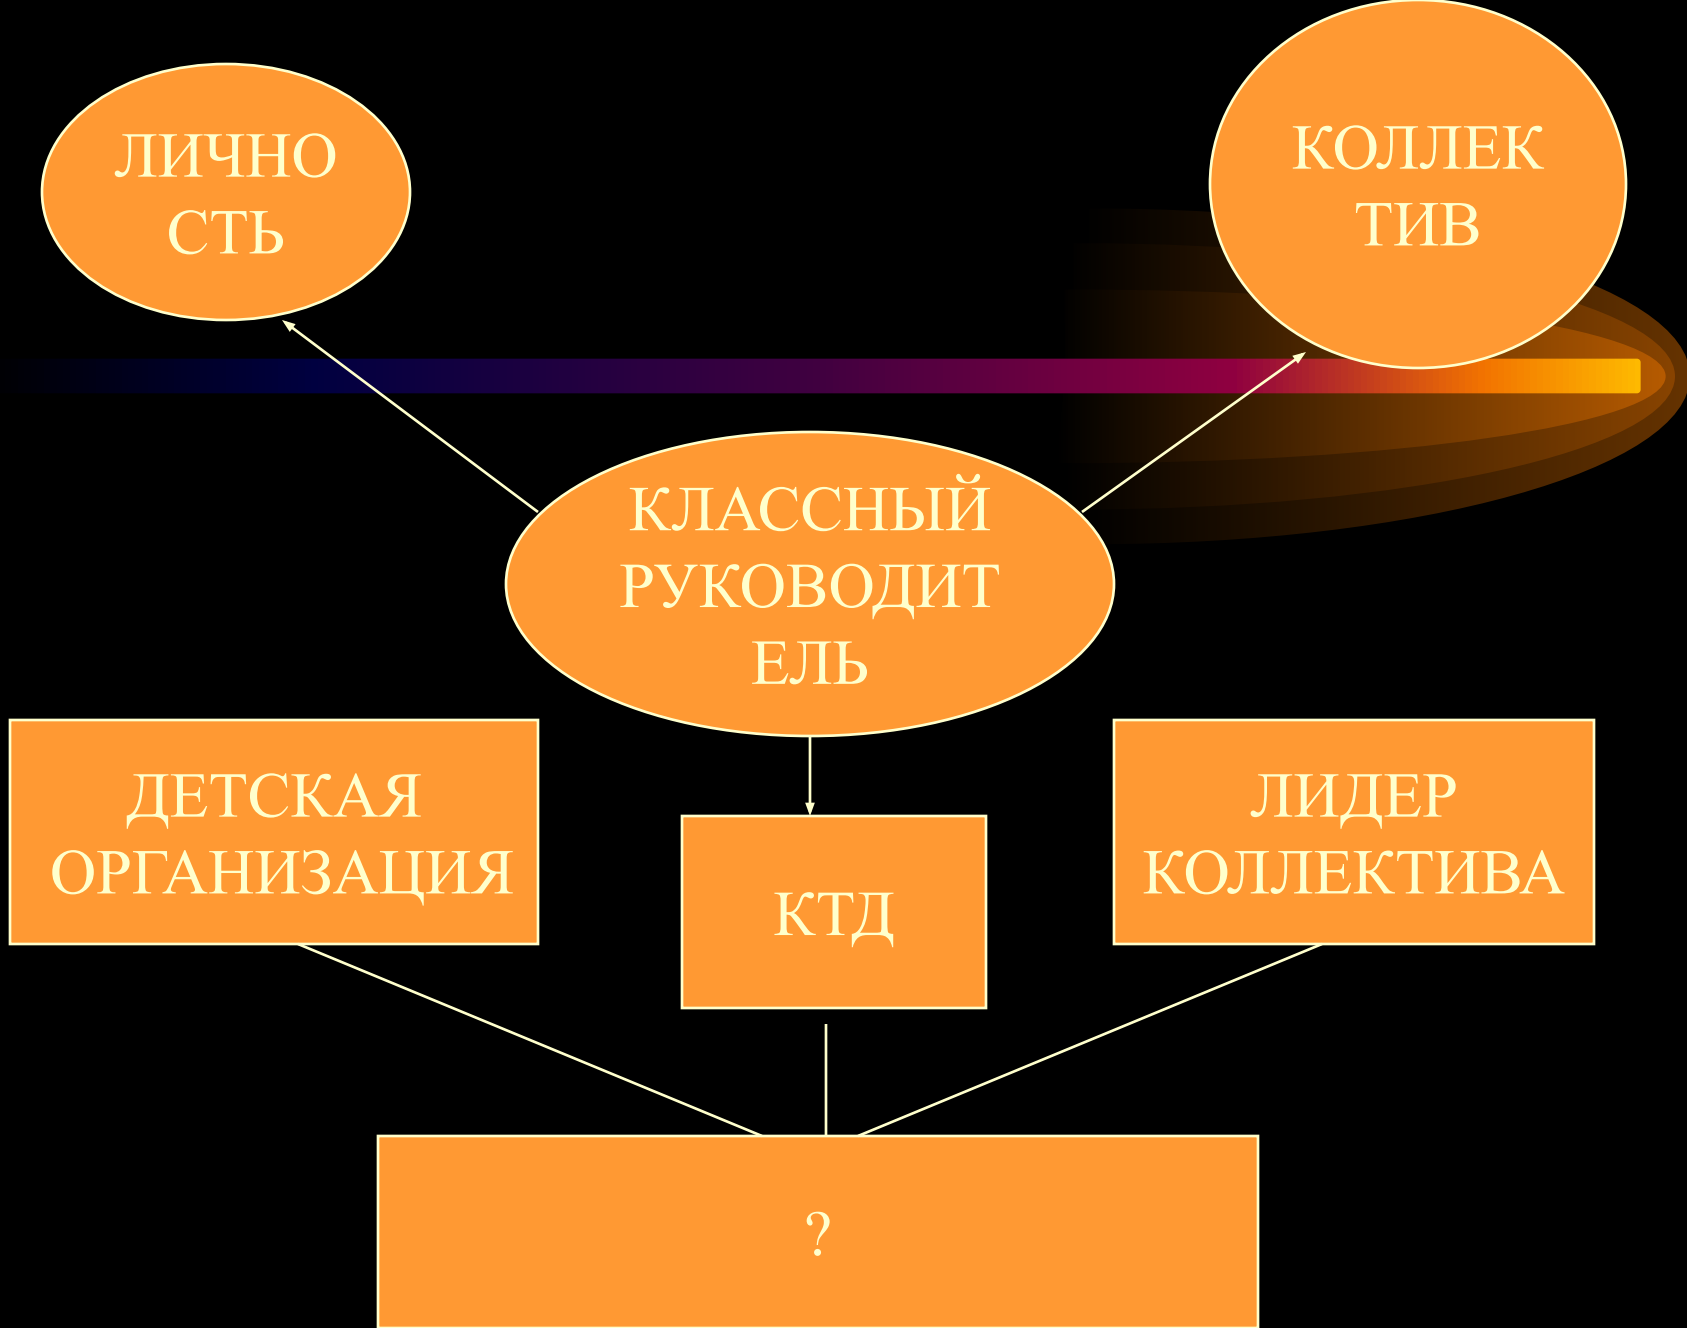 ЛИЧНО
СТЬ
КОЛЛЕК
ТИВ
КЛАССНЫЙ
РУКОВОДИТ
ЕЛЬ
ДЕТСКАЯ
ОРГАНИЗАЦИЯ
КТД
ЛИДЕР
КОЛЛЕКТИВА
?